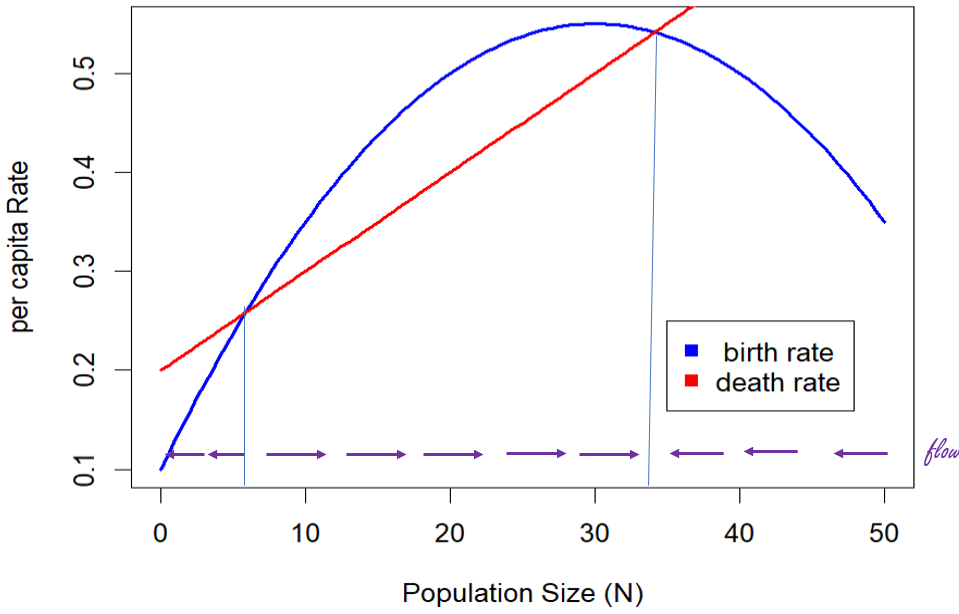 per capita Rate
0.5
0.4
0.3
0.2
0.1
birth rate
death rate
flow
0 10 20 30 40 50
Population Size (N)